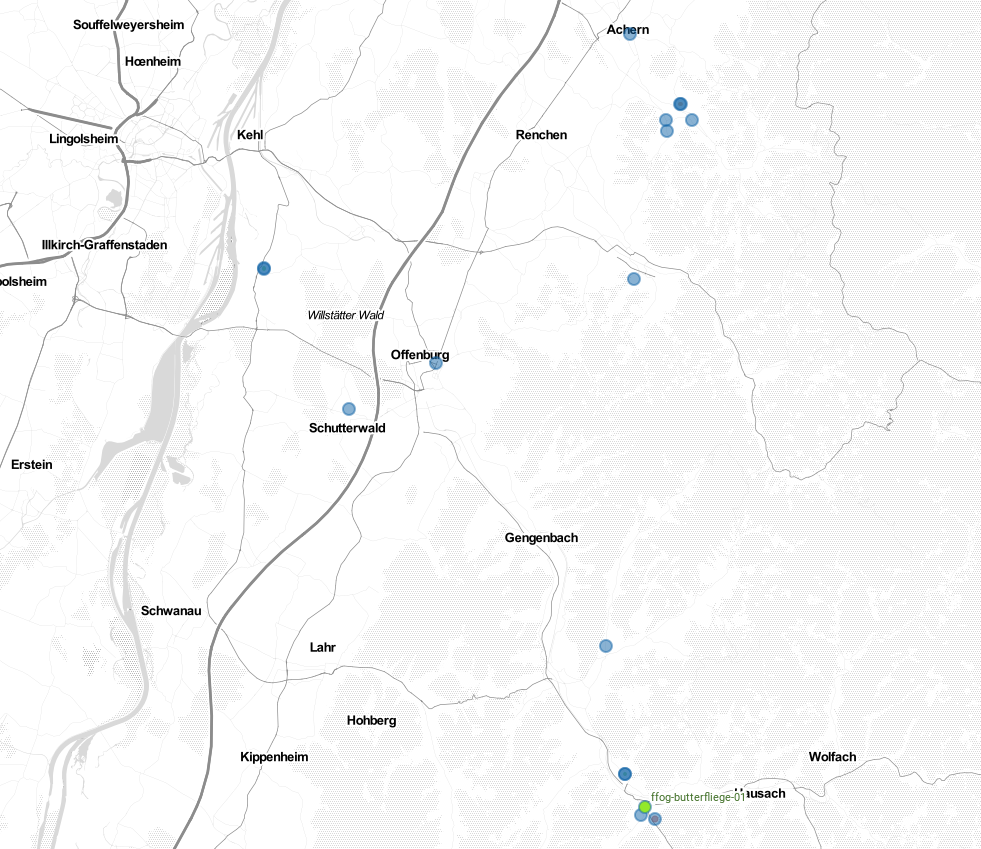 Souffelweyersheim
Achern
Hœnheim
Lingolsheim
Kehl
Renchen
Illkirch-Graffenstaden
olsheim
Willstätter Wald
Offenburg
Schutterwald
Erstein
Gengenbach
Schwanau
Lahr
Hohberg
Kippenheim
Wolfach
ffog-butterfliege-01
Hausach